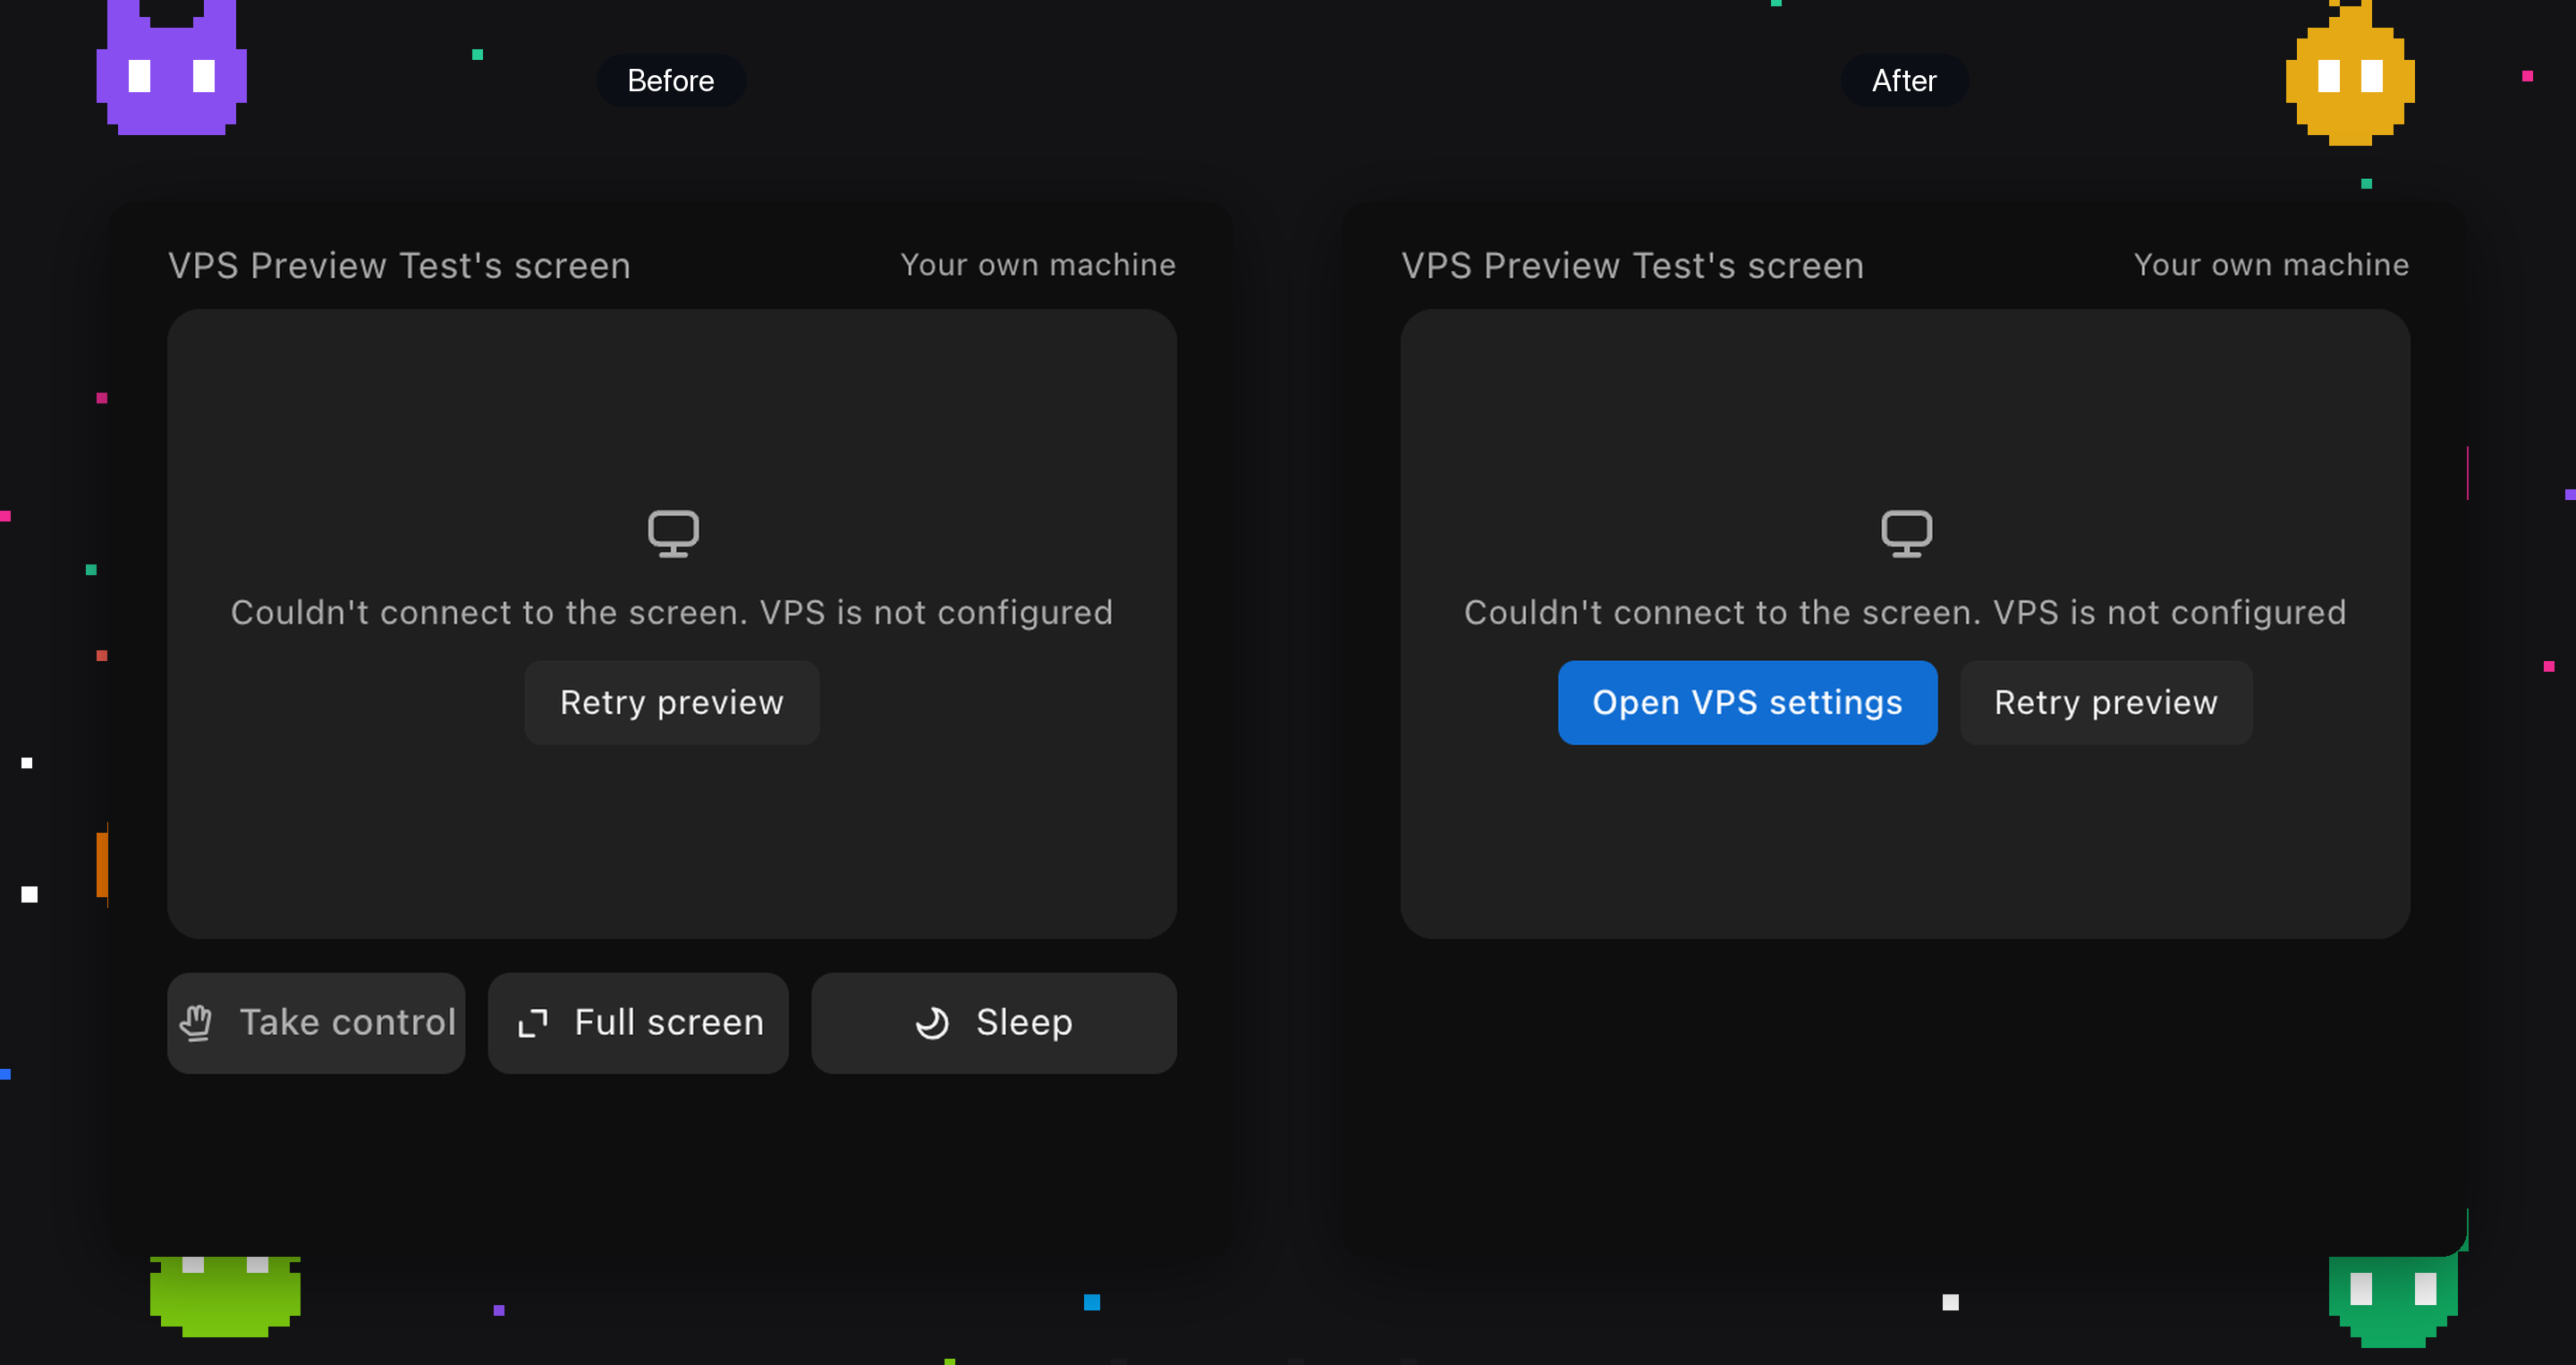 Before
After
VPS Preview Test's screen
Your own machine
Couldn't connect to the screen. VPS is not configured
Retry preview
Take control
Full screen
Sleep
VPS Preview Test's screen
Your own machine
Couldn't connect to the screen. VPS is not configured
Open VPS settings
Retry preview